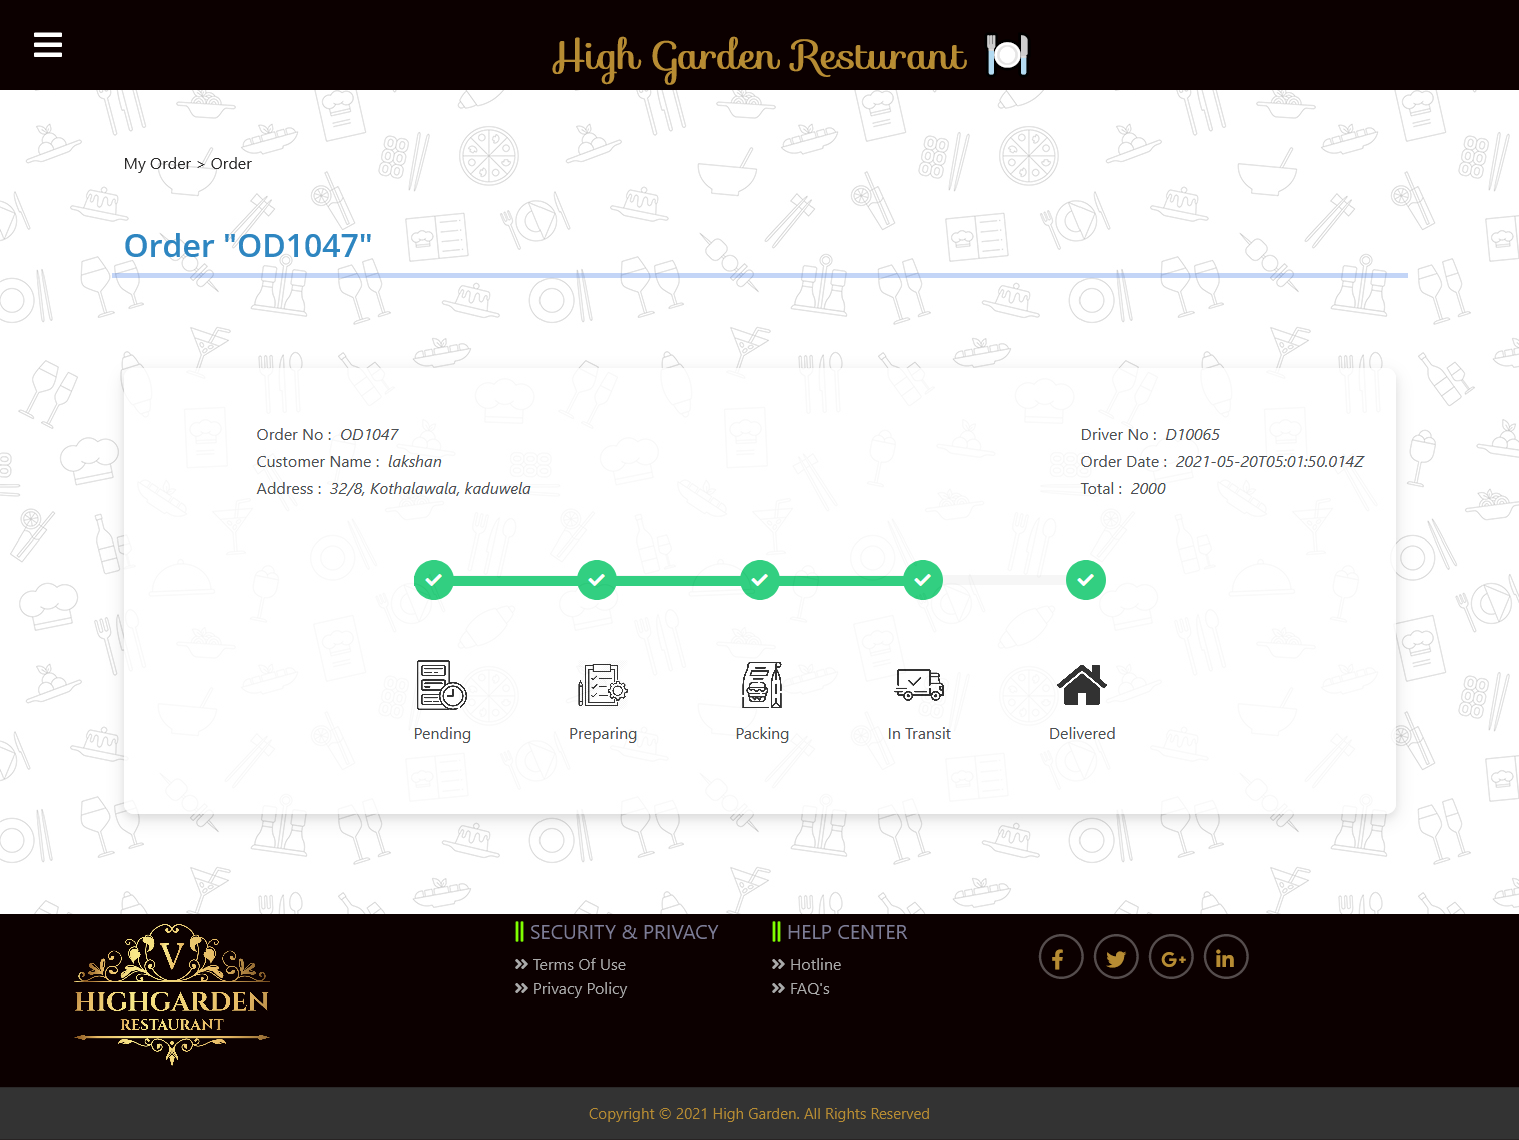 High Garden Resturant
My Order > Order
Order "OD1047"
Order No : OD1047
Customer Name : lakshan
Address : 32/8, Kothalawala, kaduwela
Driver No : D10065
Order Date : 2021-05-20T05:01:50.014Z
Total : 2000
Pending
Preparing
Packing
In Transit
Delivered
V
HIGHGARDEN
RESTAURANT
SECURITY & PRIVACY
Terms Of Use
Privacy Policy
HELP CENTER
Hotline
FAQ's
Copyright © 2021 High Garden. All Rights Reserved